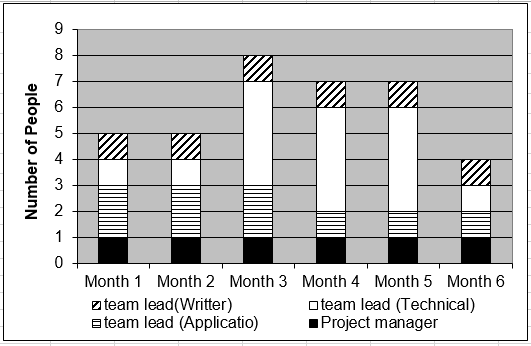 9
8
7
6
5
4
3
2
1
0
Number of People
Month 1 Month 2 Month 3 Month 4 Month 5 Month 6
team lead(Writter) team lead (Technical)
team lead (Applicatio) Project manager